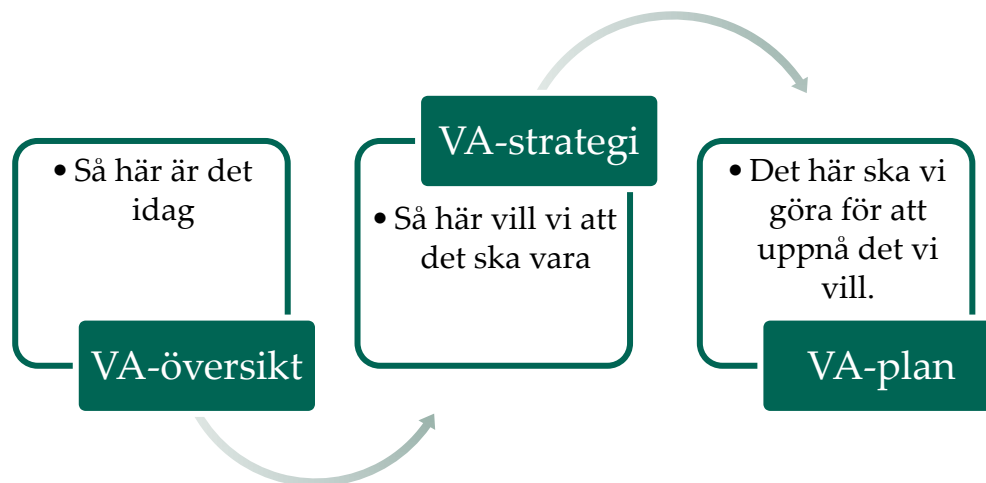 • Så här är det
idag
VA-översikt
VA-strategi
• Så här vill vi att
det ska vara
• Det här ska vi
göra för att
uppnå det vi
vill.
VA-plan